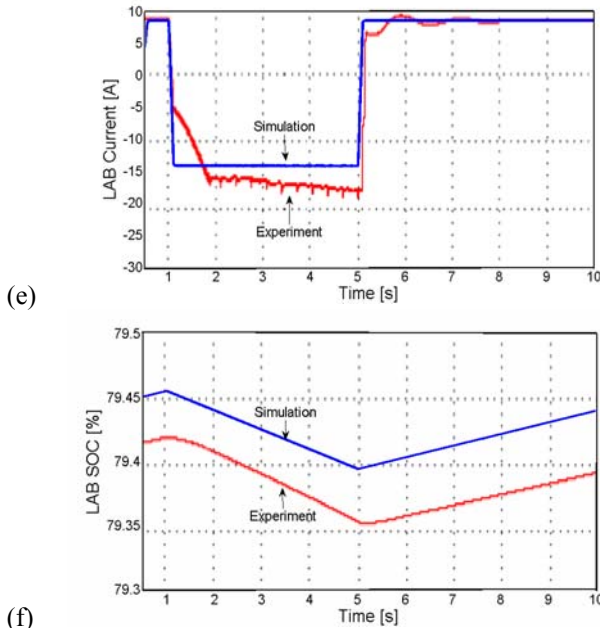 LAB Current [A]
10
5
0
-5
-10
-15
-20
-25
-30
Simulation
Experiment
1 2 3 4 5 6 7 8 9 10
Time [s]
(e)
LAB SOC [%]
79.5
79.45
79.4
79.35
79.3
Simulation
Experiment
1 2 3 4 5 6 7 8 9 10
Time [s]
(f)